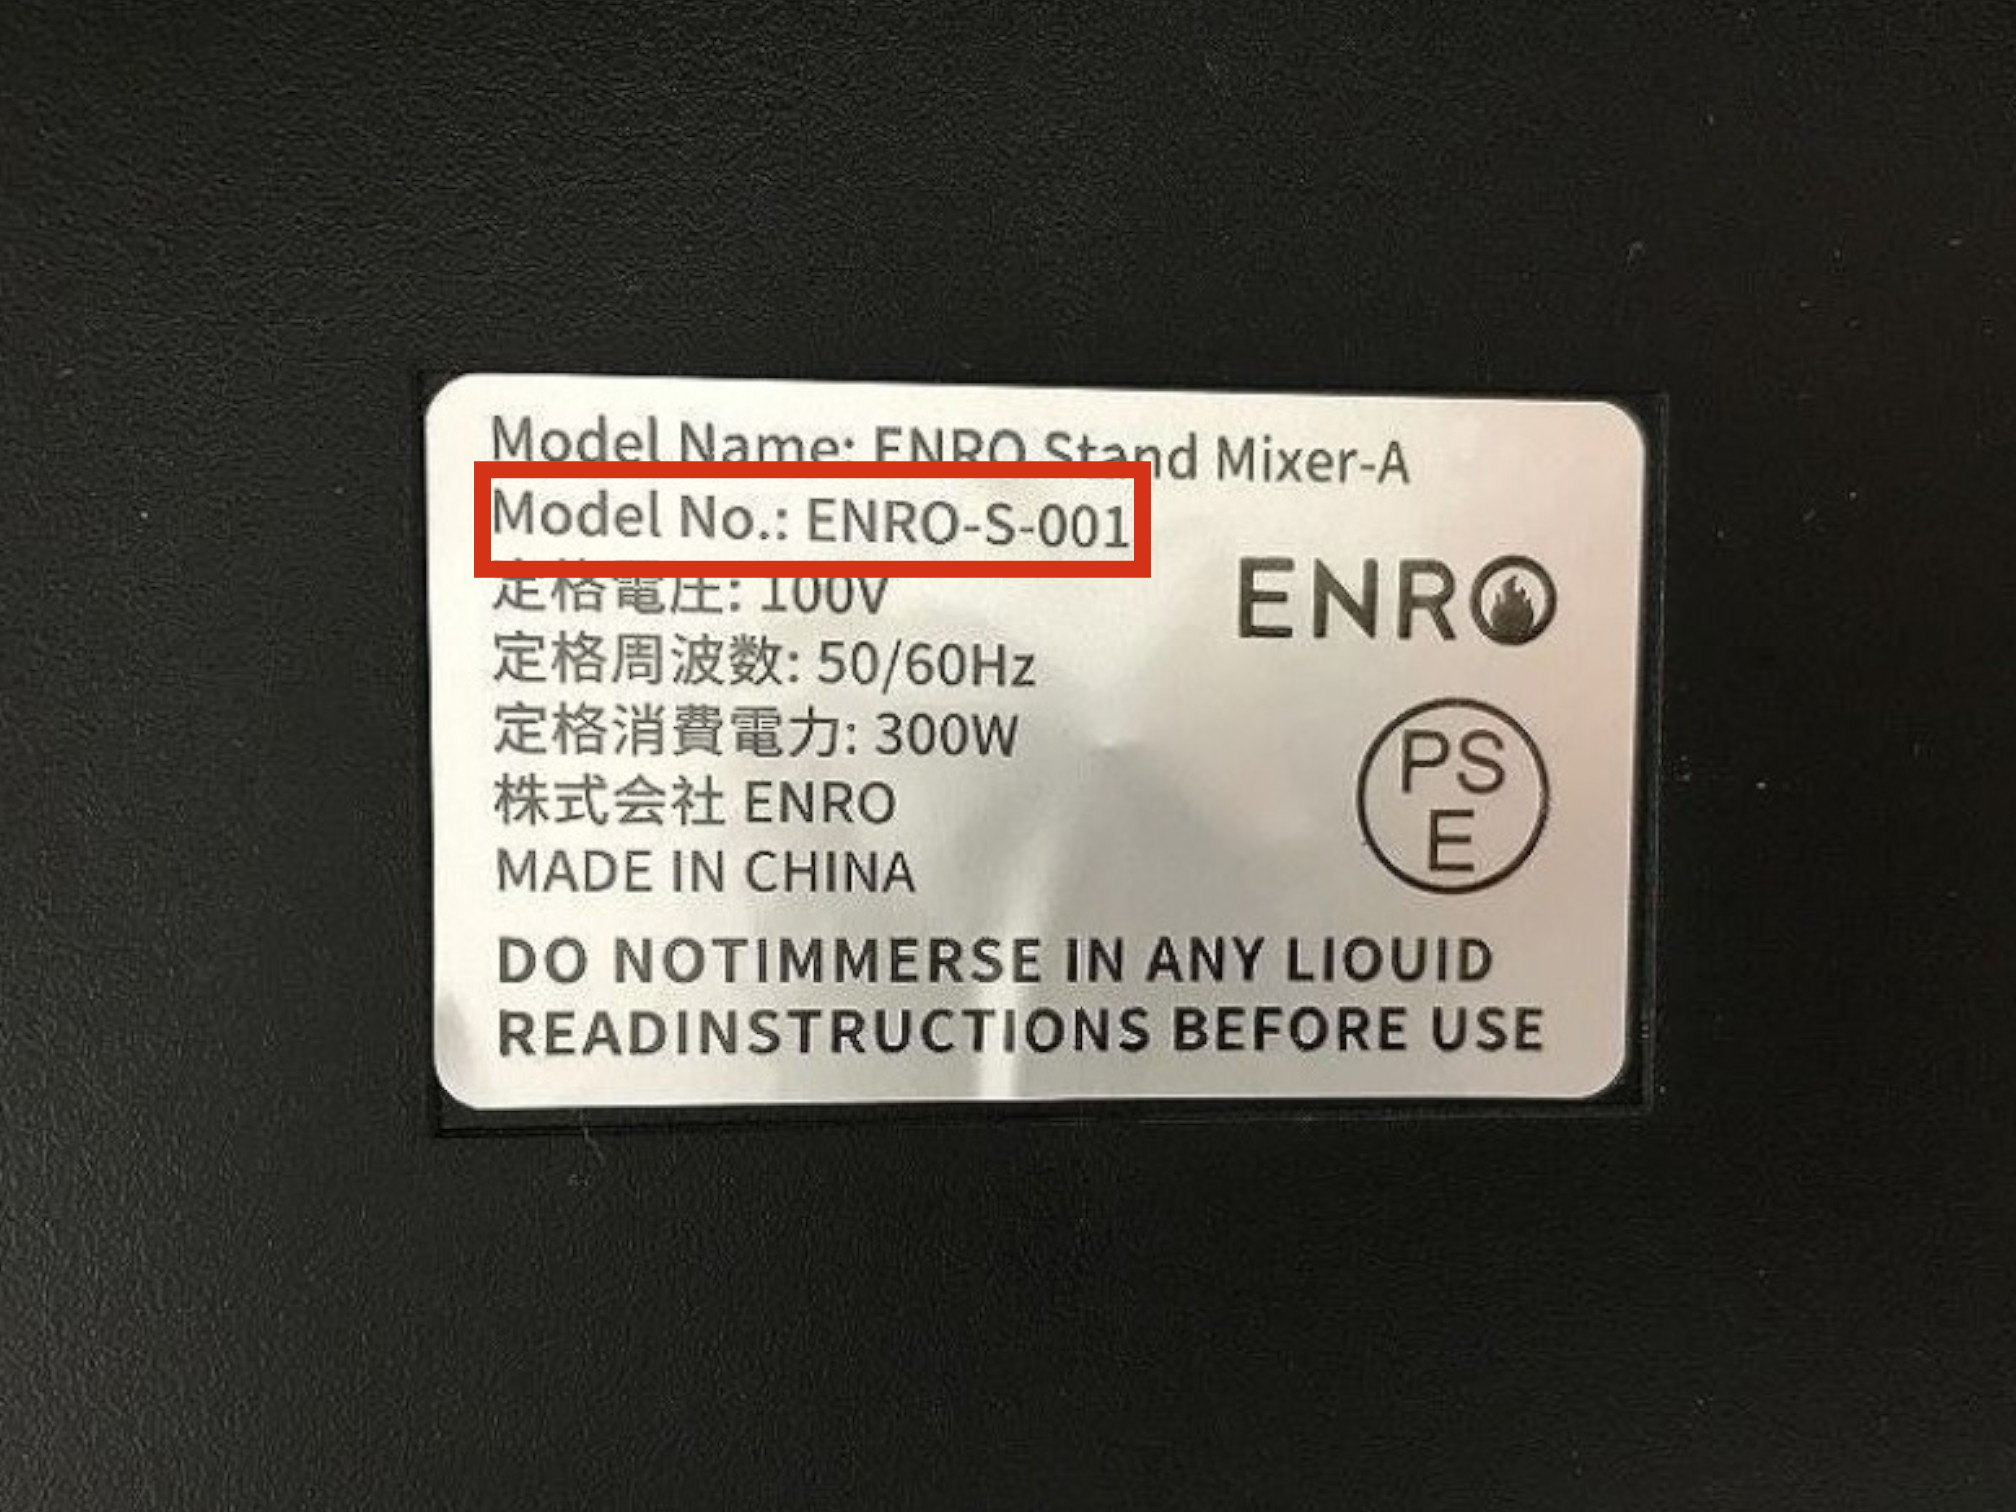 Model Name: ENRO Stand Mixer-A
Model No.: ENRO-S-001
定格電圧: 100V
定格周波数: 50/60Hz
定格消費電力: 300W
株式会社 ENRO
MADE IN CHINA
ENRO
PS
E
DO NOTIMMERSE IN ANY LIOUID
READINSTRUCTIONS BEFORE USE